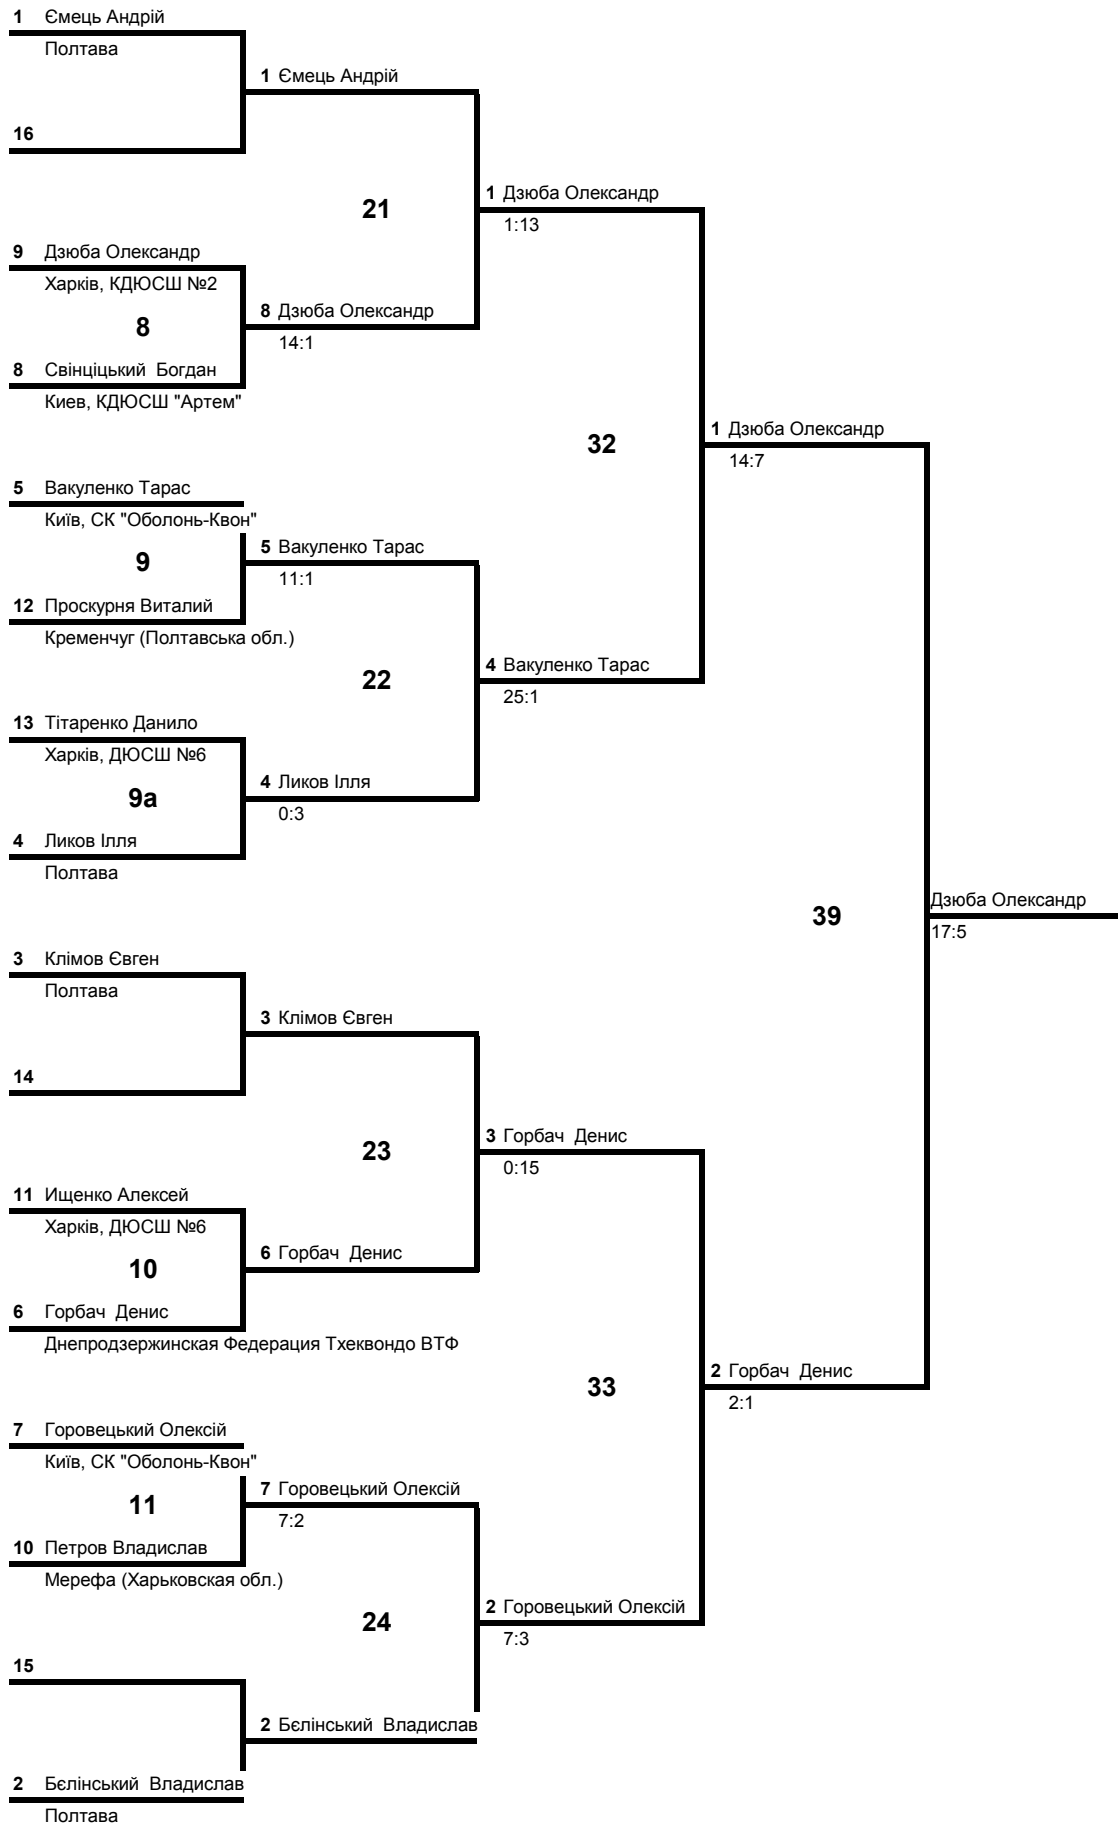 1 Ємець Андрій
Полтава
1 Ємець Андрій
16
21
1 Дзюба Олександр
1:13
9 Дзюба Олександр
Харків, КДЮСШ №2
8
8 Дзюба Олександр
14:1
8 Свінціцький Богдан
Киев, КДЮСШ "Артем"
32
1 Дзюба Олександр
14:7
5 Вакуленко Тарас
Київ, СК "Оболонь-Квон"
9
5 Вакуленко Тарас
11:1
12 Проскурня Виталий
Кременчуг (Полтавська обл.)
22
4 Вакуленко Тарас
25:1
13 Тітаренко Данило
Харків, ДЮСШ №6
9а
4 Ликов Ілля
0:3
4 Ликов Ілля
Полтава
39
Дзюба Олександр
17:5
3 Клімов Євген
Полтава
3 Клімов Євген
14
23
3 Горбач Денис
0:15
11 Ищенко Алексей
Харків, ДЮСШ №6
10
6 Горбач Денис
6 Горбач Денис
Днепродзержинская Федерация Тхеквондо ВТФ
33
2 Горбач Денис
2:1
7 Горовецький Олексій
Київ, СК "Оболонь-Квон"
11
7 Горовецький Олексій
7:2
10 Петров Владислав
Мерефа (Харьковская обл.)
24
2 Горовецький Олексій
7:3
15
2 Бєлінський Владислав
2 Бєлінський Владислав
Полтава